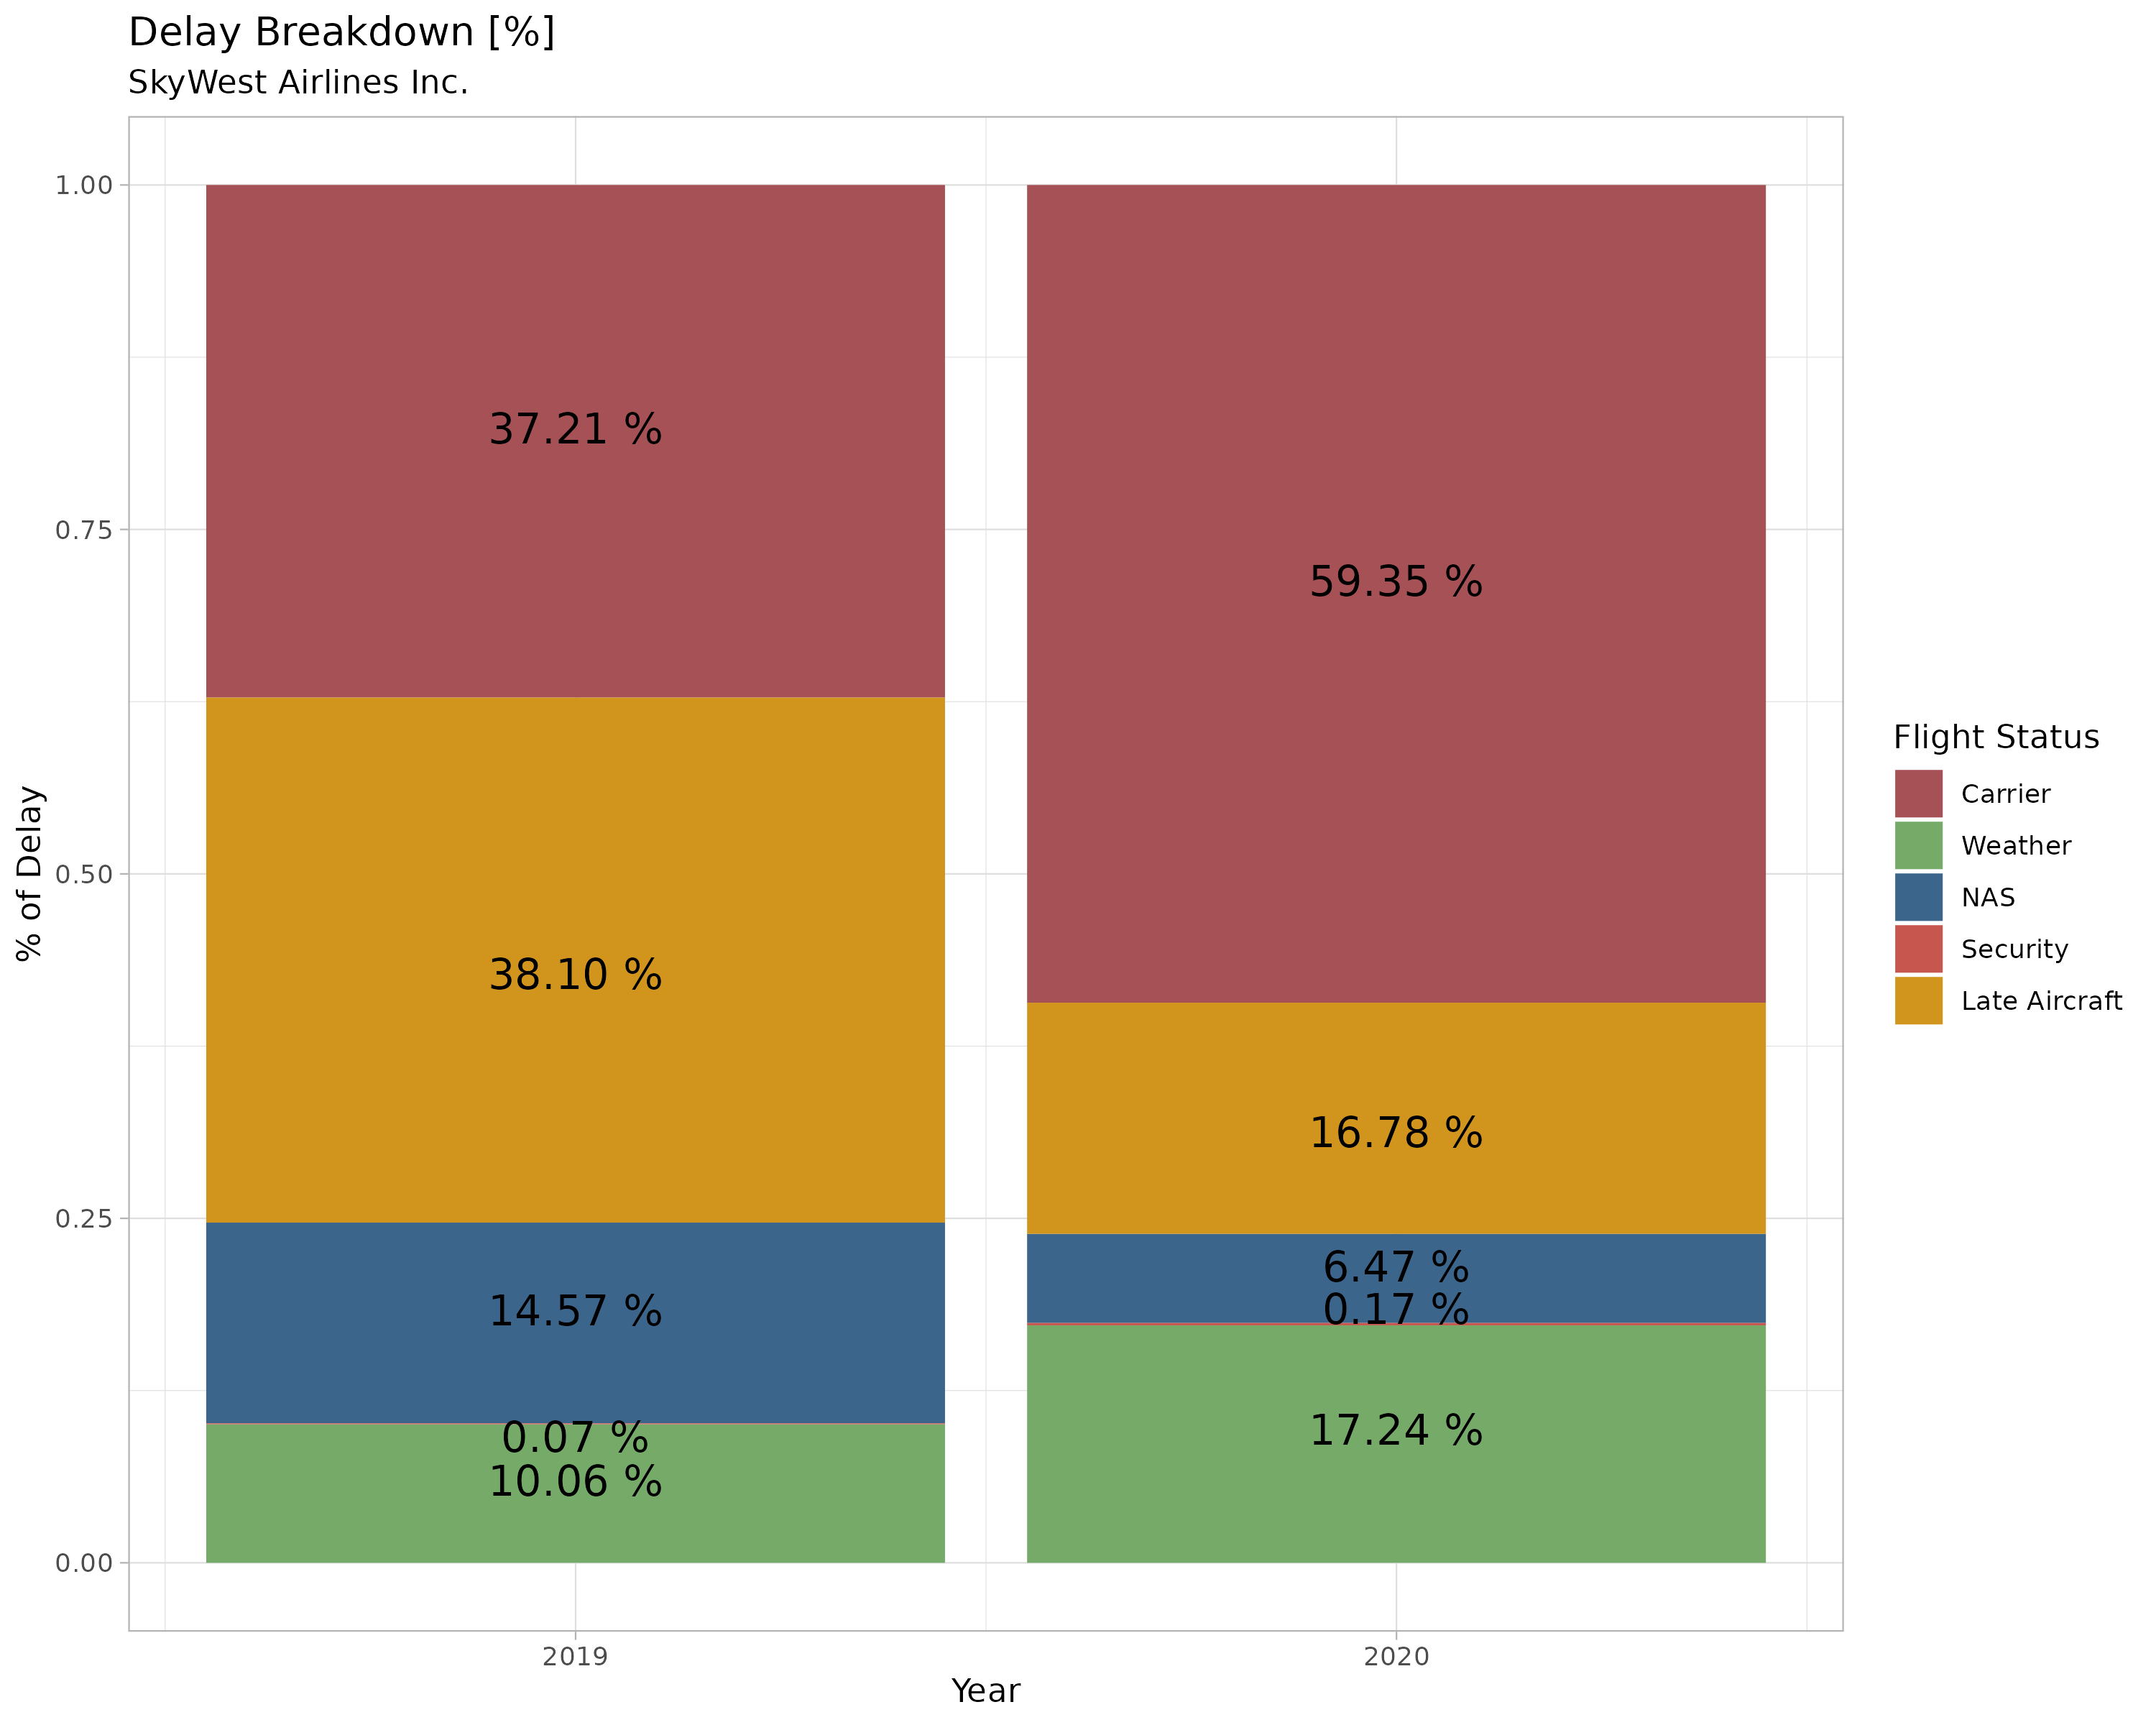 Delay Breakdown [%]
SkyWest Airlines Inc.
% of Delay
1.00
0.75
0.50
0.25
0.00
37.21 %
38.10 %
14.57 %
0.07 %
10.06 %
59.35 %
16.78 %
6.47 %
0.17 %
17.24 %
2019
2020
Year
Flight Status
Carrier
Weather
NAS
Security
Late Aircraft